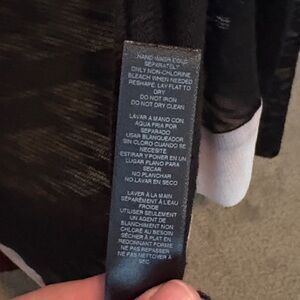 HAND WASH COLD
SEPARATELY
ONLY NON-CHLORINE
BLEACH WHEN NEEDED
RESHAPE, LAY FLAT TO
DRY
DO NOT IRON
DO NOT DRY CLEAN
LAVAR A MANO CON
AQUA FRIA POR
SEPARADO
USAR BLANQUEADOR
SIN CLORO CUANDO SE
NECESITE
ESTIRAR Y PONER EN UN
LUGAR PLANO PARA
SECAR
NO PLANCHAR
NO LAVAR EN SECO
LAVER À LA MAIN
SÉPARÉMENT À L'EAU
FROIDE
UTILISER SEULEMENT
UN AGENT DE
BLANCHIMENT NON
CHLORÉ AU BESOIN
SÉCHER À PLAT EN
REDONNANT FORME
NE PAS REPASSER
NE PAS NETTOYER À
SEC